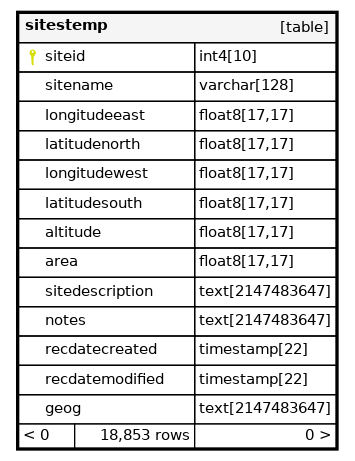 sitestemp [table]
siteid int4[10]
sitename varchar[128]
longitudeeast float8[17,17]
latitudenorth float8[17,17]
longitudewest float8[17,17]
latitudesouth float8[17,17]
altitude float8[17,17]
area float8[17,17]
sitedescription text[2147483647]
notes text[2147483647]
recdatecreated timestamp[22]
recdatemodified timestamp[22]
geog text[2147483647]
< 0 18,853 rows 0 >